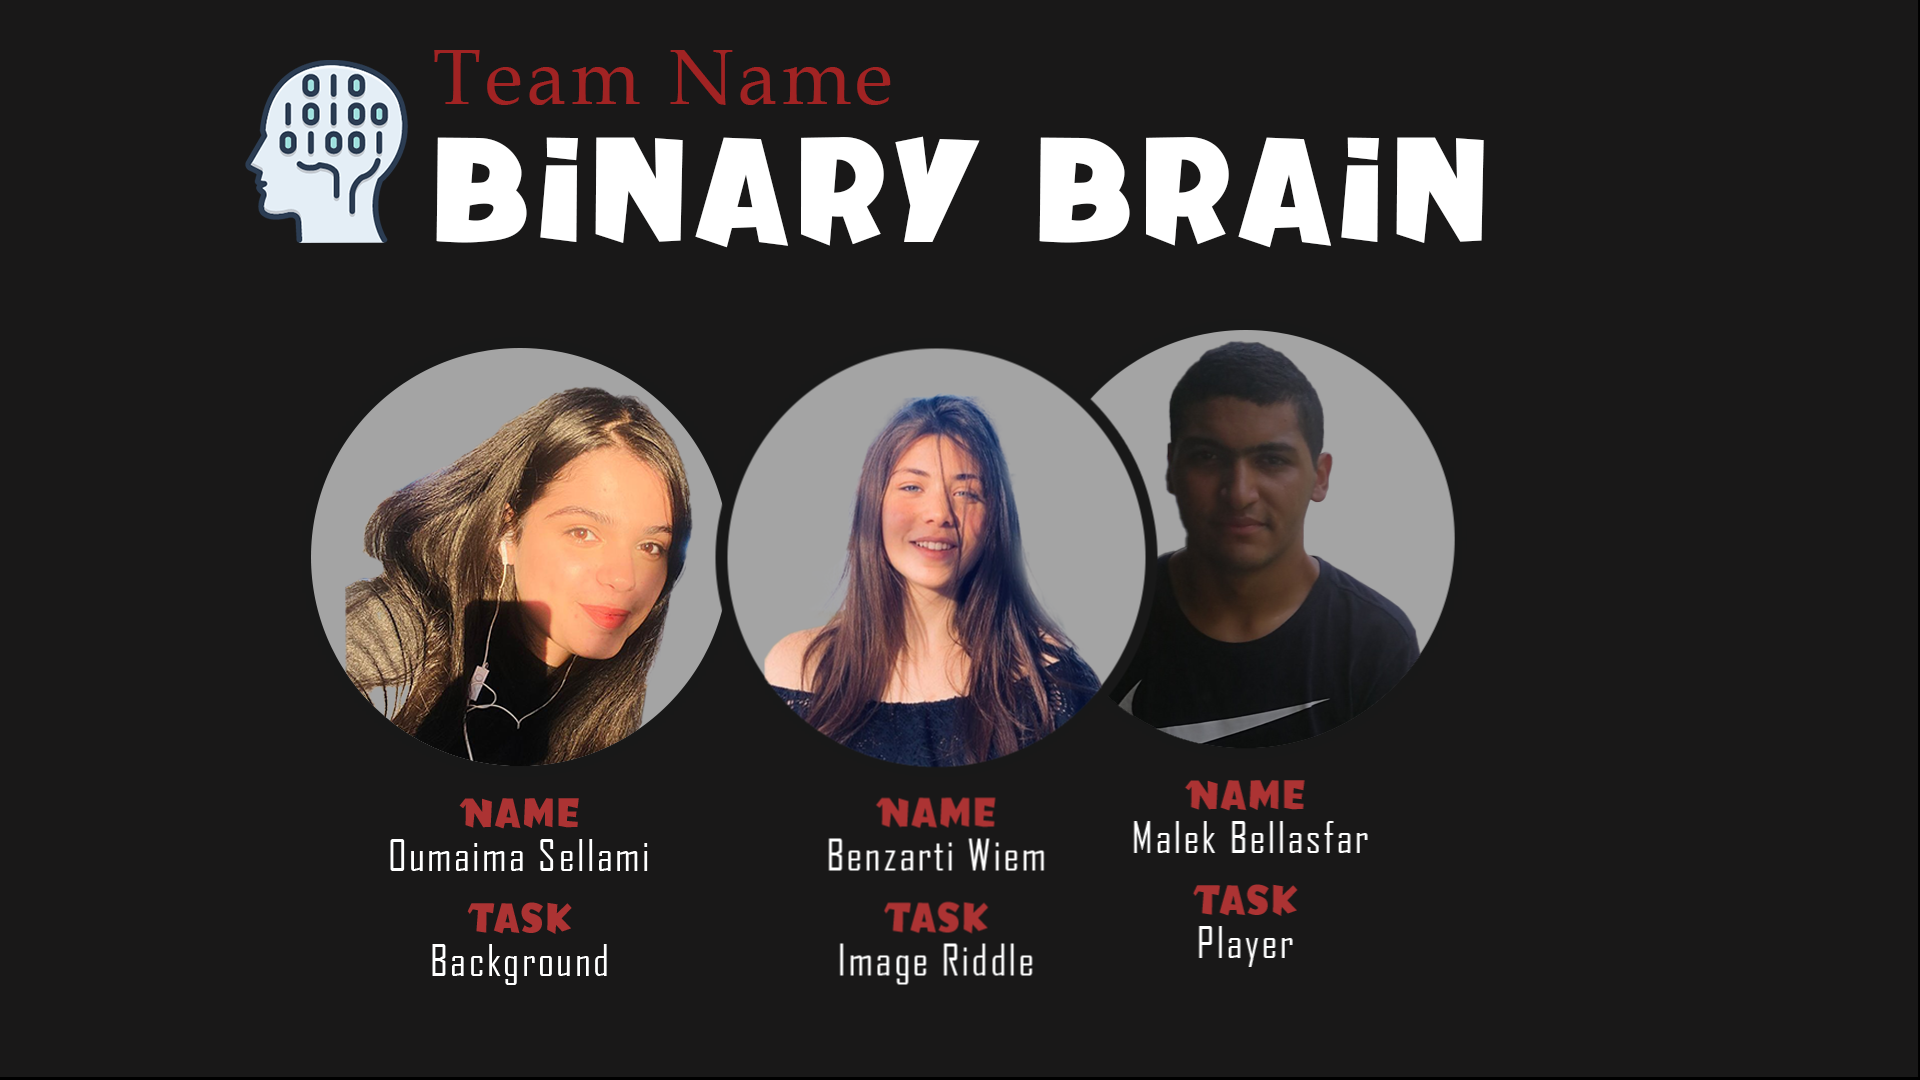 010
10100
01001
Team Name
BiNARY BRAiN
NAME
Oumaima Sellami
TASK
Background
NAME
Benzarti Wiem
TASK
Image Riddle
NAME
Malek Bellasfar
TASK
Player